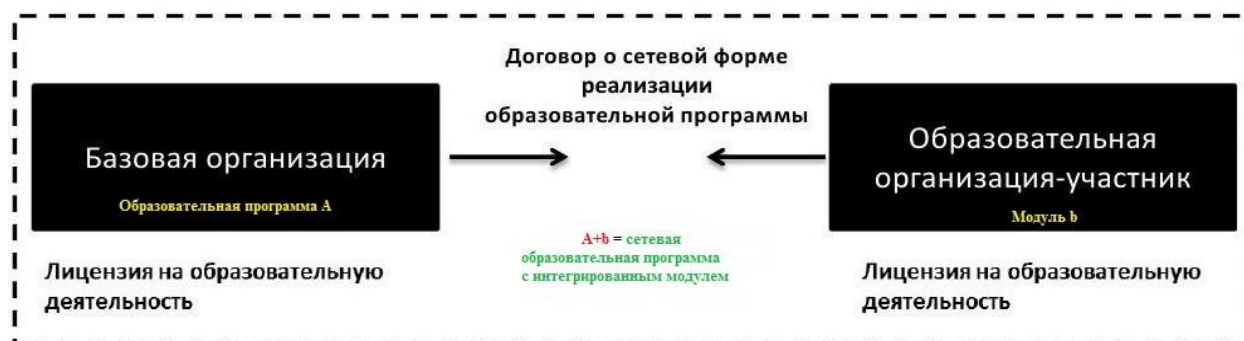 Договор о сетевой форме
реализации
образовательной программы
Базовая организация
Образовательная программа А
Образовательная
организация-участник
Модуль b
А+b = сетевая
образовательная программа
с интегрированным модулем
Лицензия на образовательную
деятельность
Лицензия на образовательную
деятельность